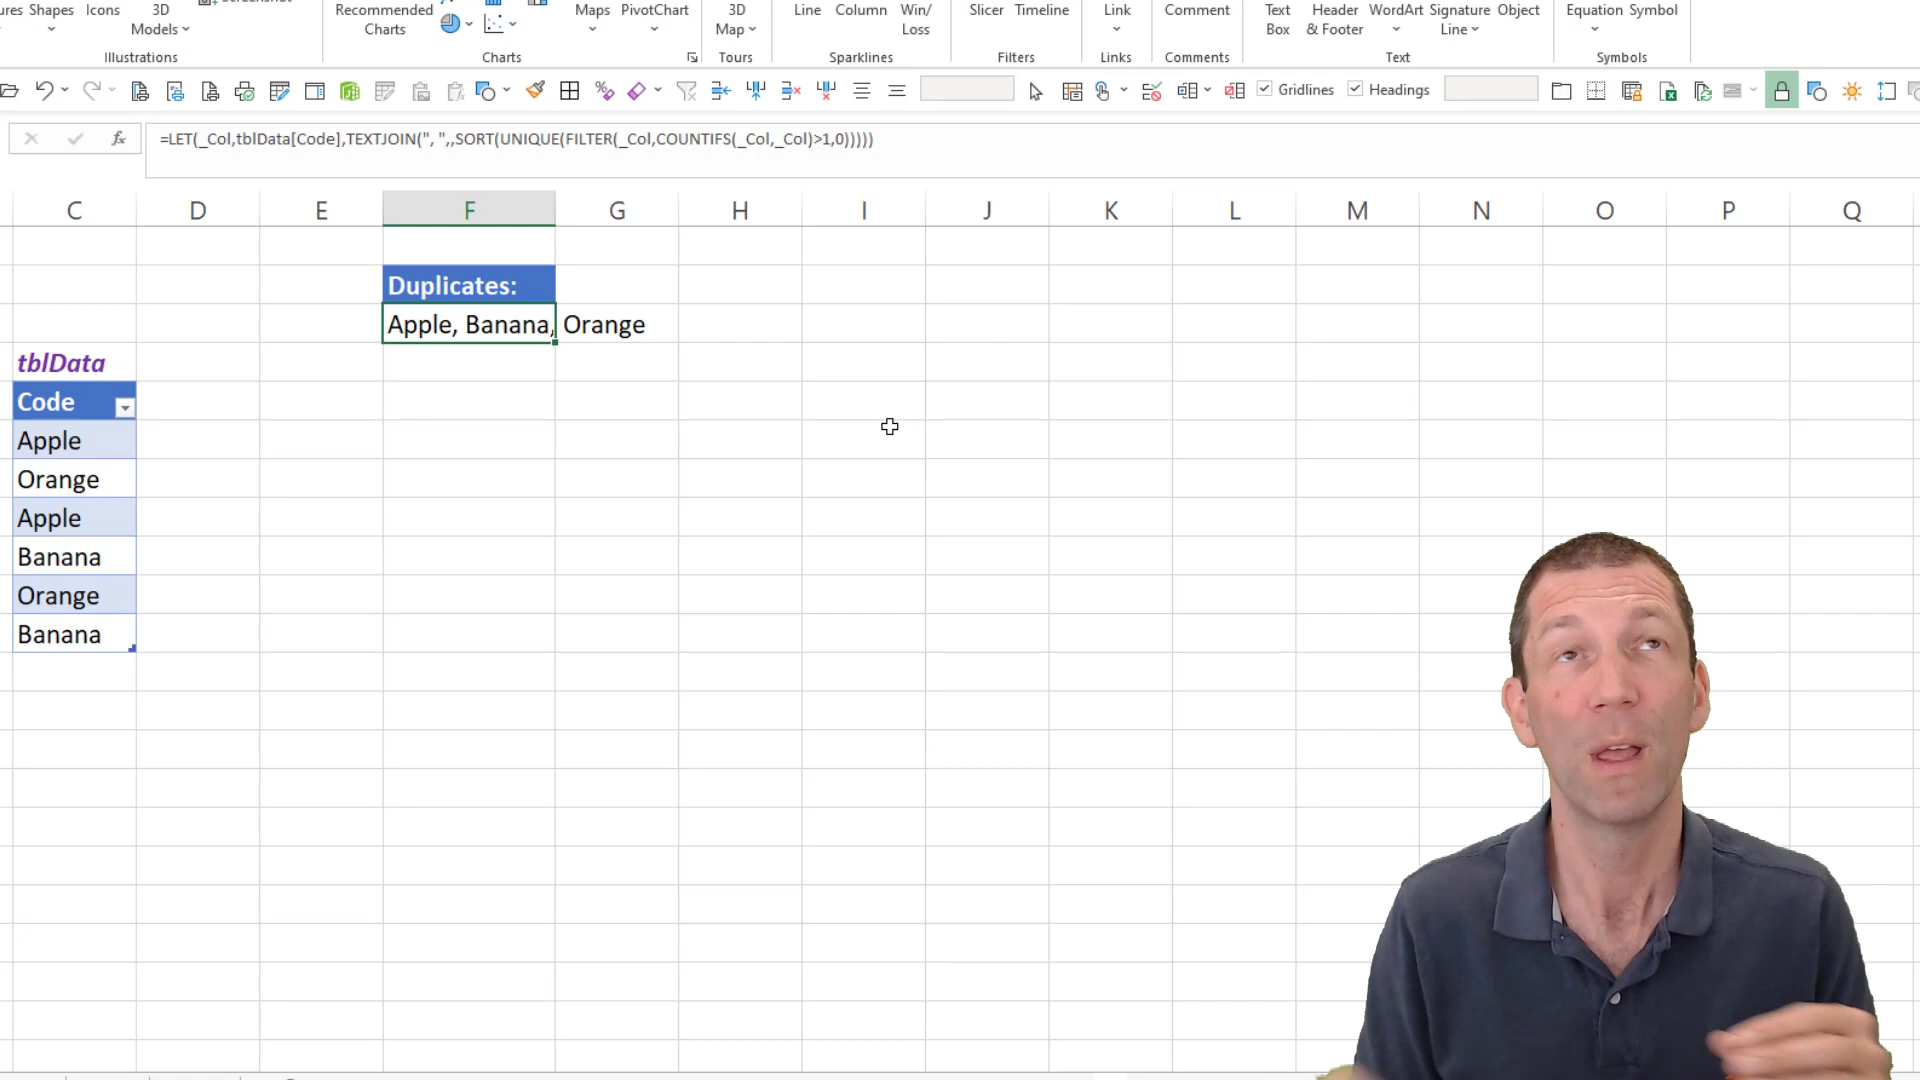 Shapes Icons 3D Models
Recommended Charts
Maps PivotChart
3D Map
Line Column Win/Loss
Slicer Timeline
Link
Comment
Text Box
Header & Footer
WordArt Signature Line Object
Equation Symbol
Illustrations Charts Tours Sparklines Filters Links Comments Text Symbols
Gridlines Headings
fx =LET(_Col,tblData[Code],TEXTJOIN(", ",,SORT(UNIQUE(FILTER(_Col,COUNTIFS(_Col,_Col)>1,0)))))
C D E F G H I J K L M N O P Q
Duplicates:
Apple, Banana, Orange
tblData
Code
Apple
Orange
Apple
Banana
Orange
Banana